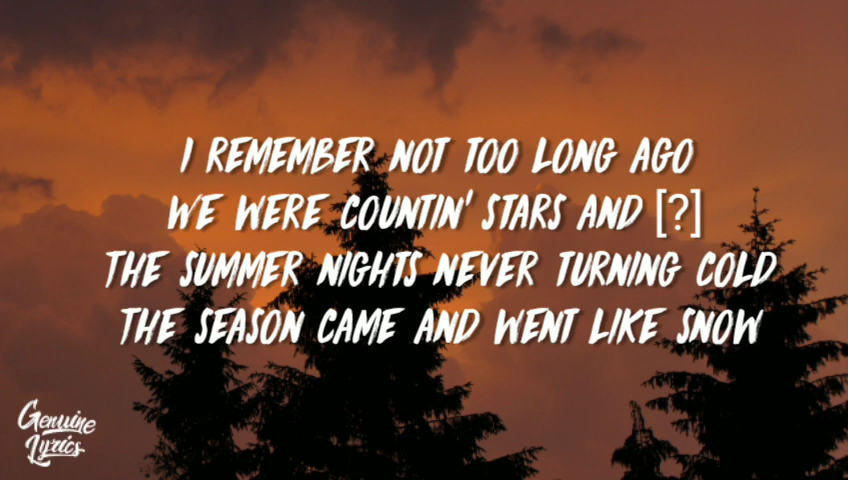 I REMEMBER NOT TOO LONG AGO
WE WERE COUNTIN' STARS AND [?]
THE SUMMER NIGHTS NEVER TURNING COLD
THE SEASON CAME AND WENT LIKE SNOW
Genuine
Lyrics